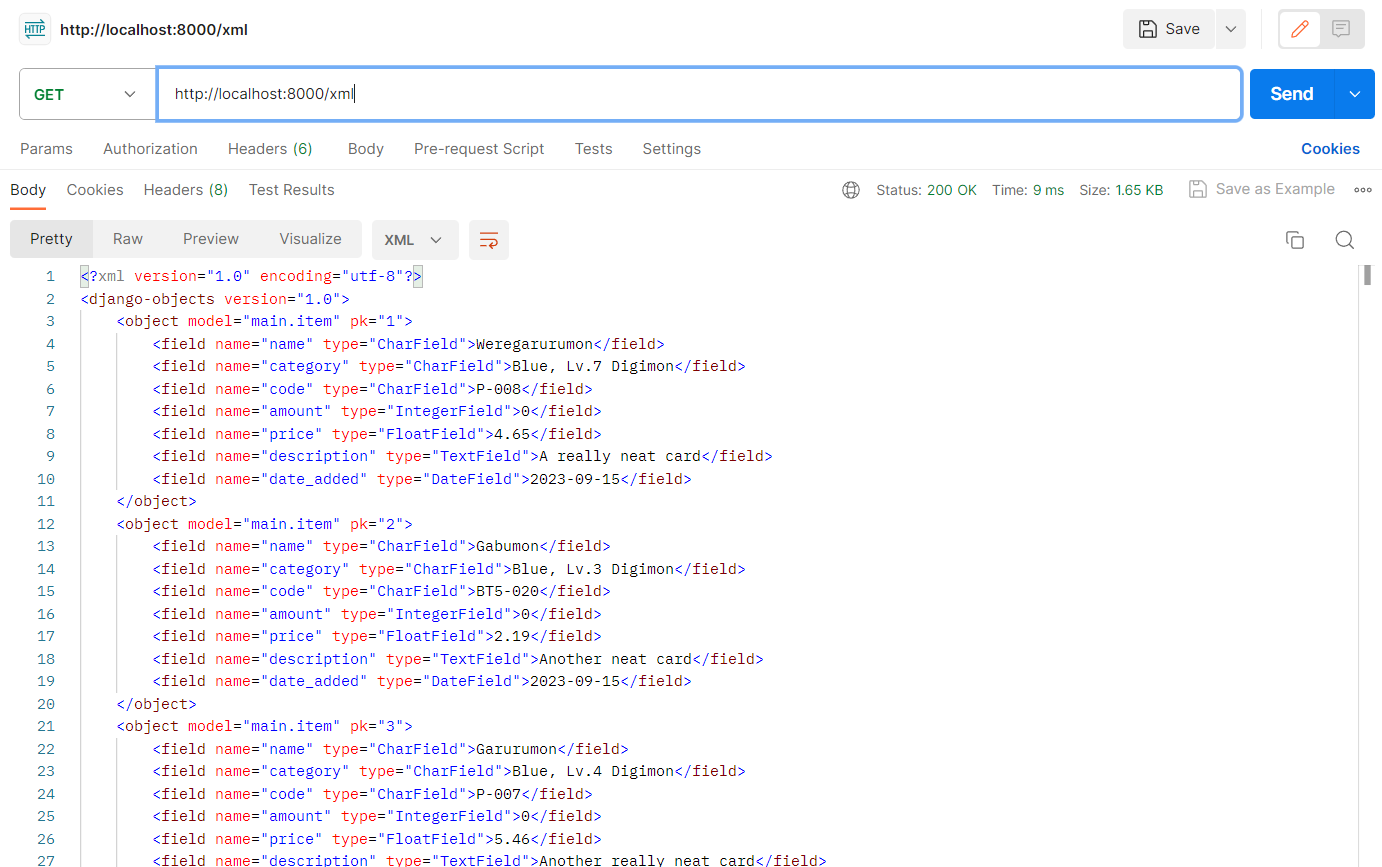 HTTP http://localhost:8000/xml Save
GET http://localhost:8000/xml Send
Params Authorization Headers (6) Body Pre-request Script Tests Settings Cookies
Body Cookies Headers (8) Test Results Status: 200 OK Time: 9 ms Size: 1.65 KB Save as Example
Pretty Raw Preview Visualize XML
1 <?xml version="1.0" encoding="utf-8"?>
2 <django-objects version="1.0">
3 <object model="main.item" pk="1">
4 <field name="name" type="CharField">Weregarurumon</field>
5 <field name="category" type="CharField">Blue, Lv.7 Digimon</field>
6 <field name="code" type="CharField">P-008</field>
7 <field name="amount" type="IntegerField">0</field>
8 <field name="price" type="FloatField">4.65</field>
9 <field name="description" type="TextField">A really neat card</field>
10 <field name="date_added" type="DateField">2023-09-15</field>
11 </object>
12 <object model="main.item" pk="2">
13 <field name="name" type="CharField">Gabumon</field>
14 <field name="category" type="CharField">Blue, Lv.3 Digimon</field>
15 <field name="code" type="CharField">BT5-020</field>
16 <field name="amount" type="IntegerField">0</field>
17 <field name="price" type="FloatField">2.19</field>
18 <field name="description" type="TextField">Another neat card</field>
19 <field name="date_added" type="DateField">2023-09-15</field>
20 </object>
21 <object model="main.item" pk="3">
22 <field name="name" type="CharField">Garurumon</field>
23 <field name="category" type="CharField">Blue, Lv.4 Digimon</field>
24 <field name="code" type="CharField">P-007</field>
25 <field name="amount" type="IntegerField">0</field>
26 <field name="price" type="FloatField">5.46</field>
27 <field name="description" type="TextField">Another really neat card</field>